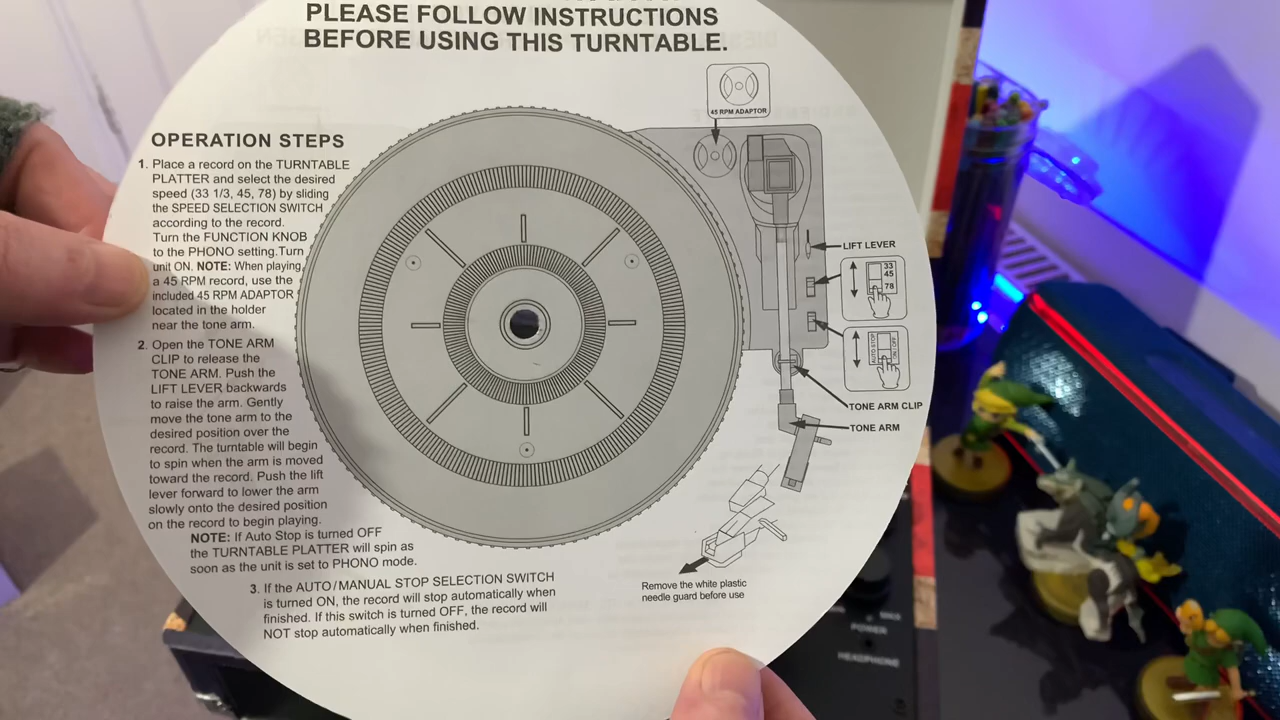 PLEASE FOLLOW INSTRUCTIONS
BEFORE USING THIS TURNTABLE.
45 RPM ADAPTOR
OPERATION STEPS
1. Place a record on the TURNTABLE
PLATTER and select the desired
speed (33 1/3, 45, 78) by sliding
the SPEED SELECTION SWITCH
according to the record.
Turn the FUNCTION KNOB
to the PHONO setting.Turn
unit ON. NOTE: When playing,
a 45 RPM record, use the
included 45 RPM ADAPTOR
located in the holder
near the tone arm.
2. Open the TONE ARM
CLIP to release the
TONE ARM. Push the
LIFT LEVER backwards
to raise the arm. Gently
move the tone arm to the
desired position over the
record. The turntable will begin
to spin when the arm is moved
toward the record. Push the lift
lever forward to lower the arm
slowly onto the desired position
on the record to begin playing.
NOTE: If Auto Stop is turned OFF
the TURNTABLE PLATTER will spin as
soon as the unit is set to PHONO mode.
3. If the AUTO/MANUAL STOP SELECTION SWITCH
is turned ON, the record will stop automatically when
finished. If this switch is turned OFF, the record will
NOT stop automatically when finished.
LIFT LEVER
33
45
78
AUTO STOP
ON OFF
TONE ARM CLIP
TONE ARM
Remove the white plastic
needle guard before use
MAX
POWER
HEADPHONE